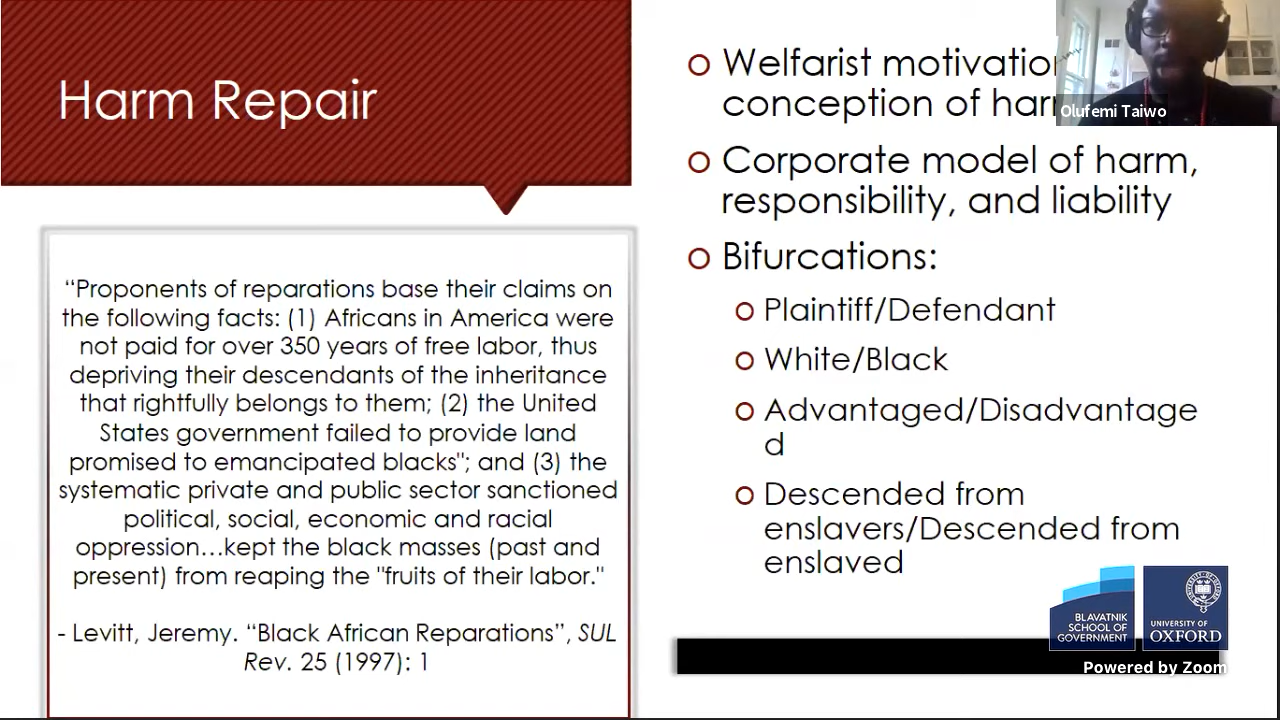 Harm Repair
“Proponents of reparations base their claims on
the following facts: (1) Africans in America were
not paid for over 350 years of free labor, thus
depriving their descendants of the inheritance
that rightfully belongs to them; (2) the United
States government failed to provide land
promised to emancipated blacks"; and (3) the
systematic private and public sector sanctioned
political, social, economic and racial
oppression…kept the black masses (past and
present) from reaping the "fruits of their labor."
- Levitt, Jeremy. “Black African Reparations”, SUL
Rev. 25 (1997): 1
Welfarist
conception of
Corporate model of harm,
responsibility, and liability
Bifurcations:
Plaintiff/Defendant
White/Black
Advantaged/Disadvantage
d
Descended from
enslavers/Descended from
enslaved
Olufemi Taiwo
BLAVATNIK
SCHOOL OF
GOVERNMENT
UNIVERSITY OF
OXFORD
Powered by Zoom